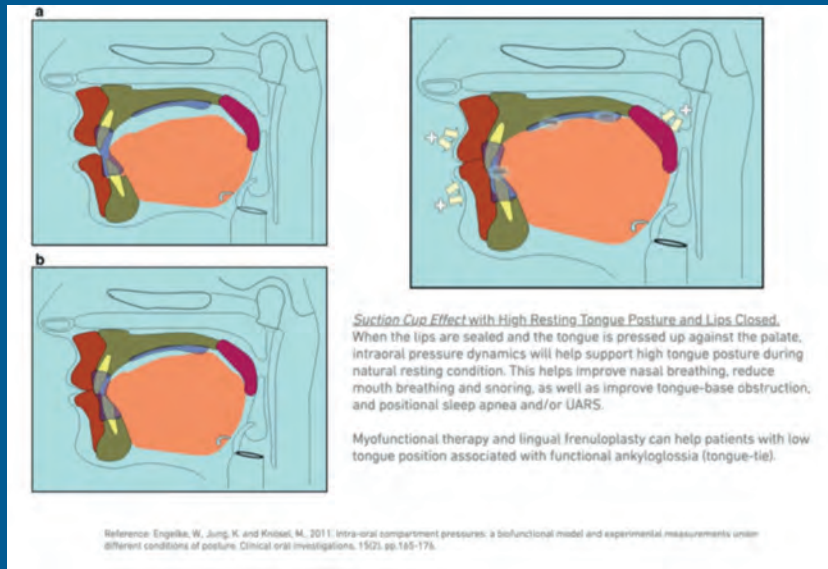 a
b
Suction Cup Effect with High Resting Tongue Posture and Lips Closed.
When the lips are sealed and the tongue is pressed up against the palate,
intraoral pressure dynamics will help support high tongue posture during
natural resting condition. This helps improve nasal breathing, reduce
mouth breathing and snoring, as well as improve tongue-base obstruction,
and positional sleep apnea and/or UARS.
Myofunctional therapy and lingual frenuloplasty can help patients with low
tongue position associated with functional ankyloglossia (tongue-tie).
Reference: Engelke, W., Jung, K. and Knösel, M., 2011. Intra-oral compartment pressures: a biofunctional model and experimental measurements under
different conditions of posture. Clinical oral investigations, 15(2), pp.165-176.